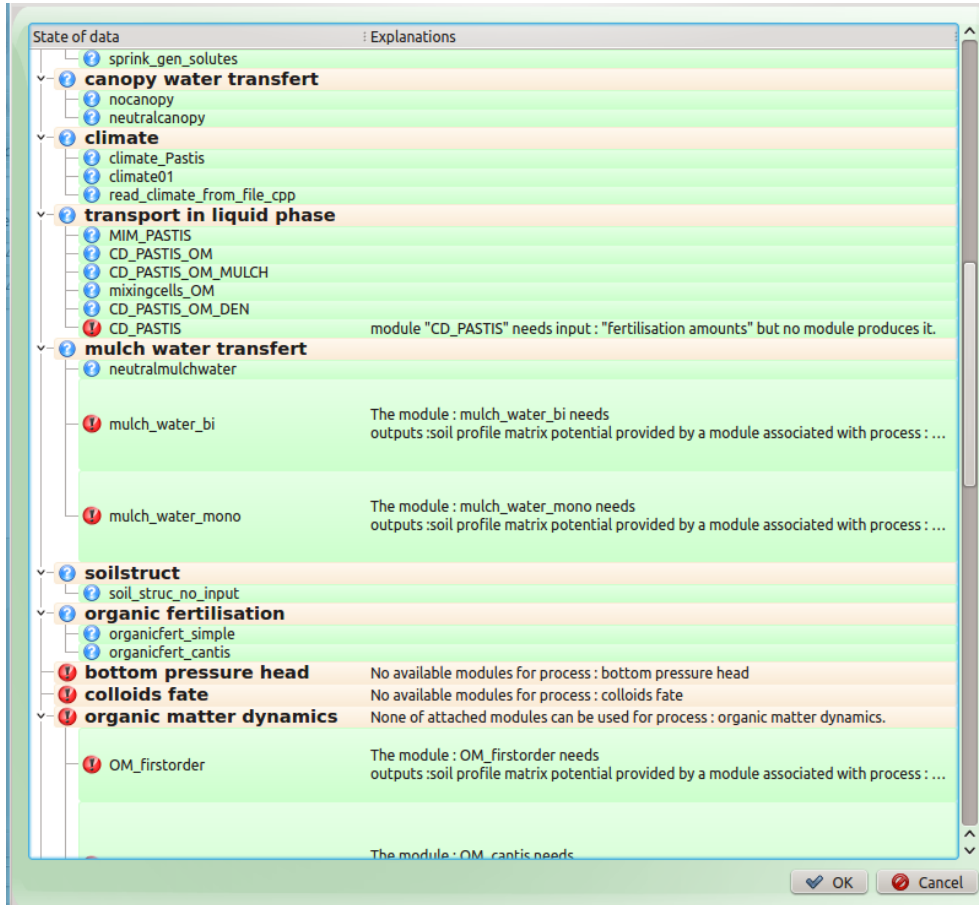 State of data Explanations
sprink_gen_solutes
canopy water transfert
nocanopy
neutralcanopy
climate
climate_Pastis
climate01
read_climate_from_file_cpp
transport in liquid phase
MIM_PASTIS
CD_PASTIS_OM
CD_PASTIS_OM_MULCH
mixingcells_OM
CD_PASTIS_OM_DEN
CD_PASTIS module "CD_PASTIS" needs input : "fertilisation amounts" but no module produces it.
mulch water transfert
neutralmulchwater
The module : mulch_water_bi needs
mulch_water_bi
outputs :soil profile matrix potential provided by a module associated with process : ...
The module : mulch_water_mono needs
mulch_water_mono
outputs :soil profile matrix potential provided by a module associated with process : ...
soilstruct
soil_struc_no_input
organic fertilisation
organicfert_simple
organicfert_cantis
bottom pressure head No available modules for process : bottom pressure head
colloids fate No available modules for process : colloids fate
organic matter dynamics None of attached modules can be used for process : organic matter dynamics.
The module : OM_firstorder needs
OM_firstorder
outputs :soil profile matrix potential provided by a module associated with process : ...
The module : OM_cantis needs
OK Cancel